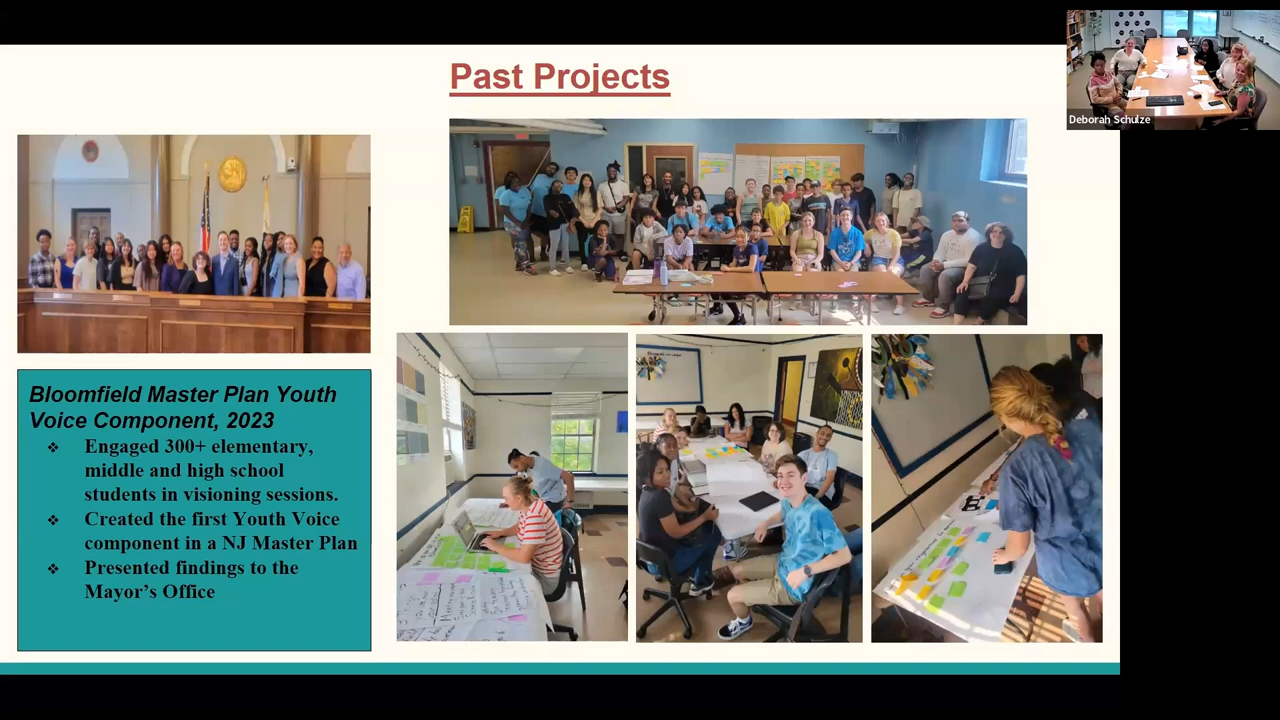 Past Projects
Deborah Schulze
Bloomfield Master Plan Youth
Voice Component, 2023
❖ Engaged 300+ elementary,
middle and high school
students in visioning sessions.
❖ Created the first Youth Voice
component in a NJ Master Plan
❖ Presented findings to the
Mayor’s Office